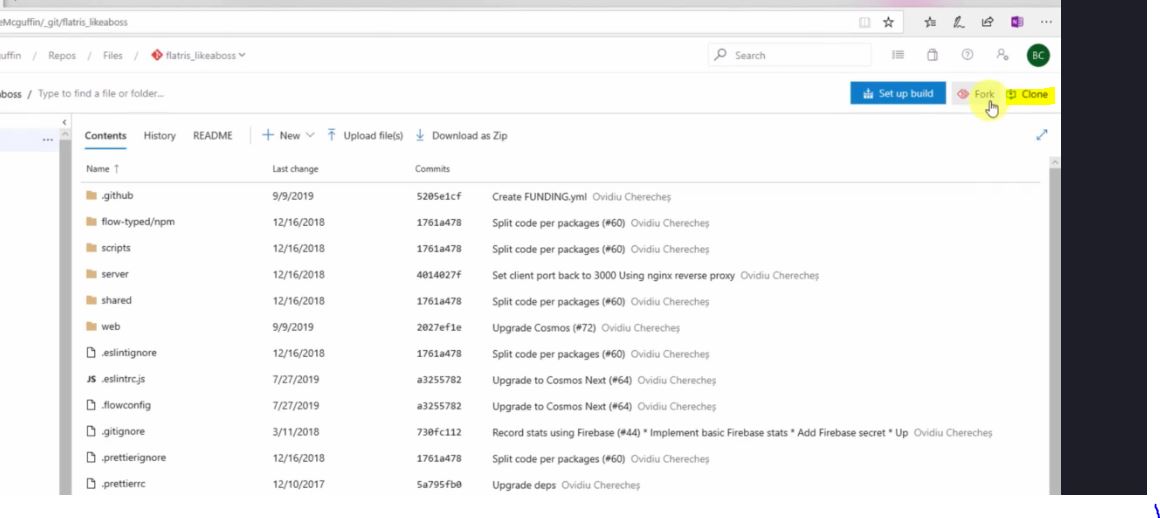 eMcguffin/_git/flatris_likeaboss
uffin / Repos / Files / flatris_likeaboss Search BC
boss / Type to find a file or folder... Set up build Fork Clone
Contents History README New Upload file(s) Download as Zip
Name ↑ Last change Commits
.github 9/9/2019 5205e1cf Create FUNDING.yml Ovidiu Cherecheș
flow-typed/npm 12/16/2018 1761a478 Split code per packages (#60) Ovidiu Cherecheș
scripts 12/16/2018 1761a478 Split code per packages (#60) Ovidiu Cherecheș
server 12/16/2018 4014027f Set client port back to 3000 Using nginx reverse proxy Ovidiu Cherecheș
shared 12/16/2018 1761a478 Split code per packages (#60) Ovidiu Cherecheș
web 9/9/2019 2027ef1e Upgrade Cosmos (#72) Ovidiu Cherecheș
.eslintignore 12/16/2018 1761a478 Split code per packages (#60) Ovidiu Cherecheș
JS .eslintrc.js 7/27/2019 a3255782 Upgrade to Cosmos Next (#64) Ovidiu Cherecheș
.flowconfig 7/27/2019 a3255782 Upgrade to Cosmos Next (#64) Ovidiu Cherecheș
.gitignore 3/11/2018 730fc112 Record stats using Firebase (#44) * Implement basic Firebase stats * Add Firebase secret * Up Ovidiu Cherecheș
.prettierignore 12/16/2018 1761a478 Split code per packages (#60) Ovidiu Cherecheș
.prettierrc 12/10/2017 5a795fb0 Upgrade deps Ovidiu Cherecheș